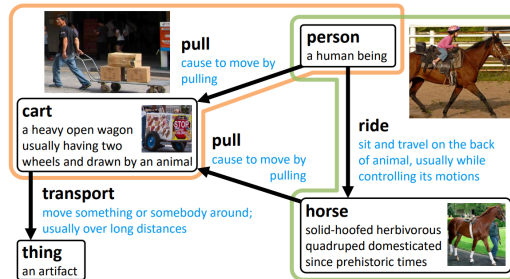 person
a human being
pull
cause to move by
pulling
cart
a heavy open wagon
usually having two
wheels and drawn by an animal
STOP
pull
cause to move by
pulling
ride
sit and travel on the back
of animal, usually while
controlling its motions
transport
move something or somebody around;
usually over long distances
horse
solid-hoofed herbivorous
quadruped domesticated
since prehistoric times
thing
an artifact